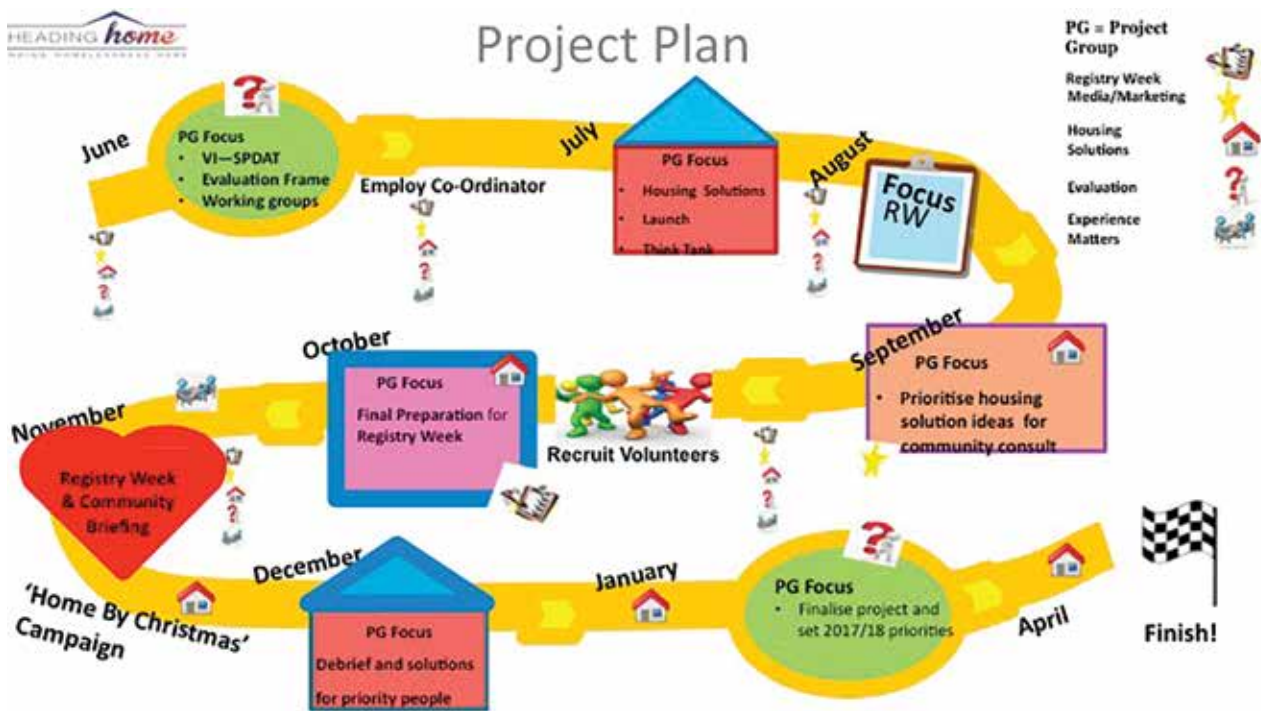 HEADING home
Project Plan
PG = Project
Group
Registry Week
Media/Marketing
Housing
Solutions
Evaluation
Experience
Matters
June
PG Focus
• VI—SPDAT
• Evaluation Frame
• Working groups
Employ Co-Ordinator
July
PG Focus
• Housing Solutions
• Launch
• Think Tank
August
Focus
RW
September
PG Focus
• Prioritise housing
solution ideas for
community consult
Recruit Volunteers
October
PG Focus
Final Preparation for
Registry Week
November
Registry Week
& Community
Briefing
'Home By Christmas'
Campaign
December
PG Focus
Debrief and solutions
for priority people
January
PG Focus
• Finalise project and
set 2017/18 priorities
April
Finish!